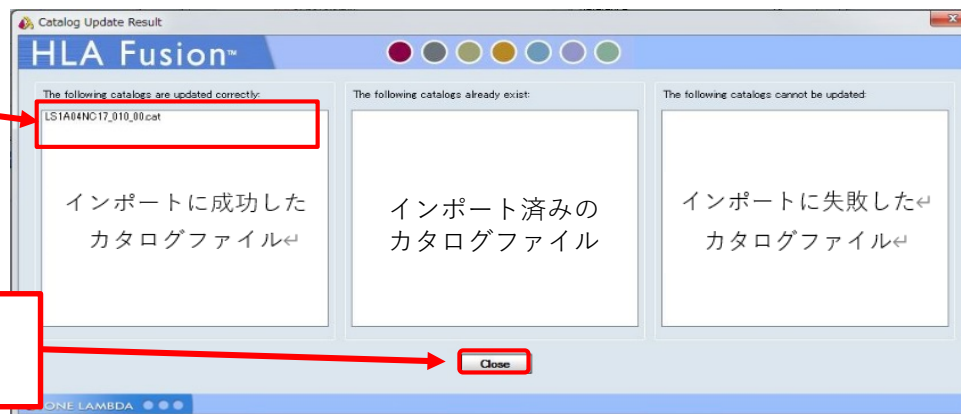 Catalog Update Result
HLA Fusion™
The following catalogs are updated correctly:
LS1A04NC17_010_00.cat
インポートに成功した
カタログファイル↵
The following catalogs already exist:
インポート済みの
カタログファイル
The following catalogs cannot be updated:
インポートに失敗した↵
カタログファイル↵
Close
ONE LAMBDA